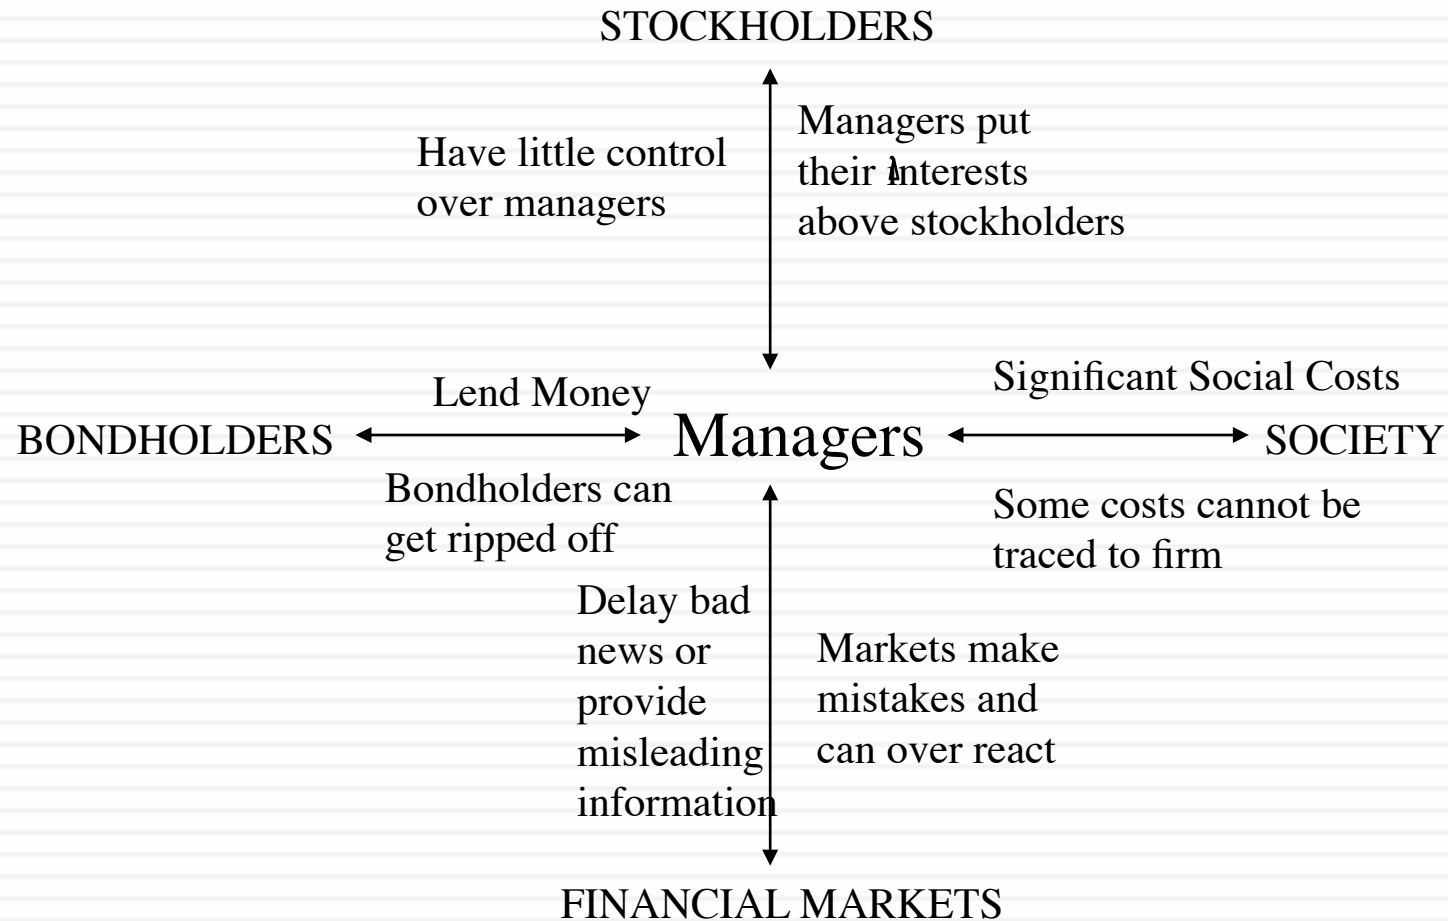 STOCKHOLDERS
Have little control
over managers
Managers put
their interests
above stockholders
Lend Money
BONDHOLDERS
Bondholders can
get ripped off
Managers
Significant Social Costs
SOCIETY
Some costs cannot be
traced to firm
Delay bad
news or
provide
misleading
information
Markets make
mistakes and
can over react
FINANCIAL MARKETS